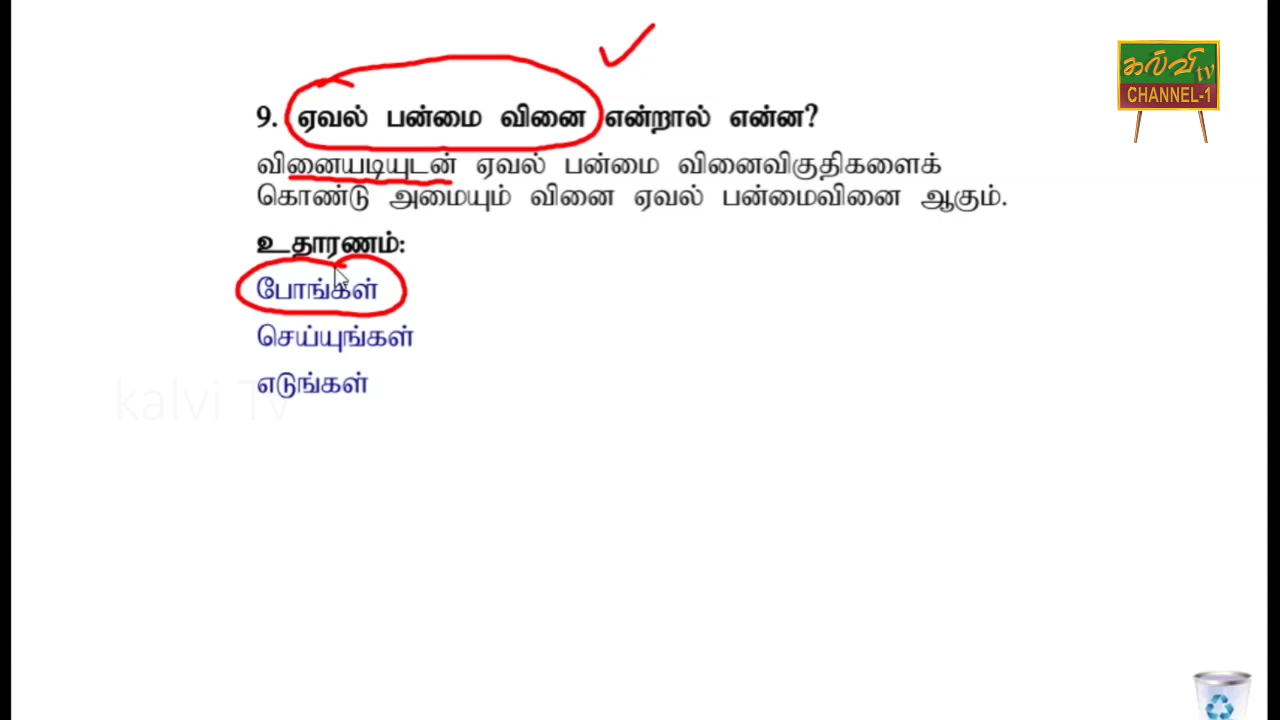 கல்வி tv
CHANNEL-1
9. ஏவல் பன்மை வினை என்றால் என்ன?
வினையடியுடன் ஏவல் பன்மை வினைவிகுதிகளைக்
கொண்டு அமையும் வினை ஏவல் பன்மைவினை ஆகும்.
உதாரணம்:
போங்கள்
செய்யுங்கள்
எடுங்கள்
kalvi Tv